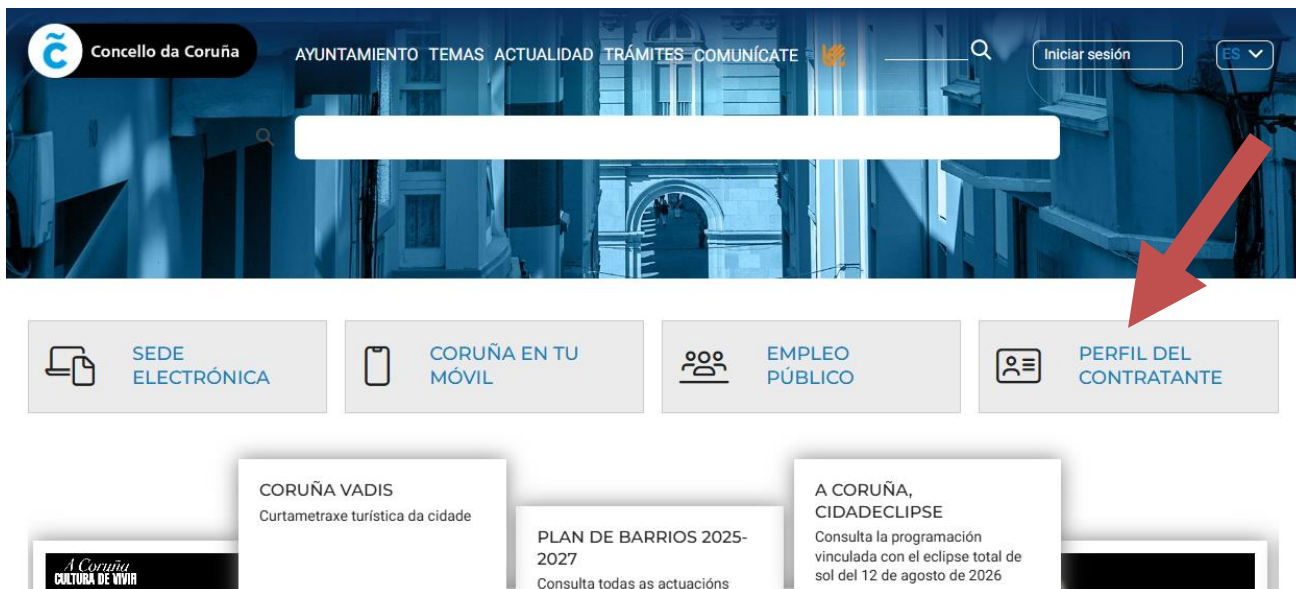 Concello da Coruña
AYUNTAMIENTO TEMAS ACTUALIDAD TRÁMITES COMUNÍCATE
Iniciar sesión
ES
SEDE
ELECTRÓNICA
CORUÑA EN TU
MÓVIL
EMPLEO
PÚBLICO
PERFIL DEL
CONTRATANTE
CORUÑA VADIS
Curtametraxe turística da cidade
PLAN DE BARRIOS 2025-
2027
Consulta todas as actuacións
A CORUÑA,
CIDADECLIPSE
Consulta la programación
vinculada con el eclipse total de
sol del 12 de agosto de 2026
A Coruña
CULTURA DE VIVIR